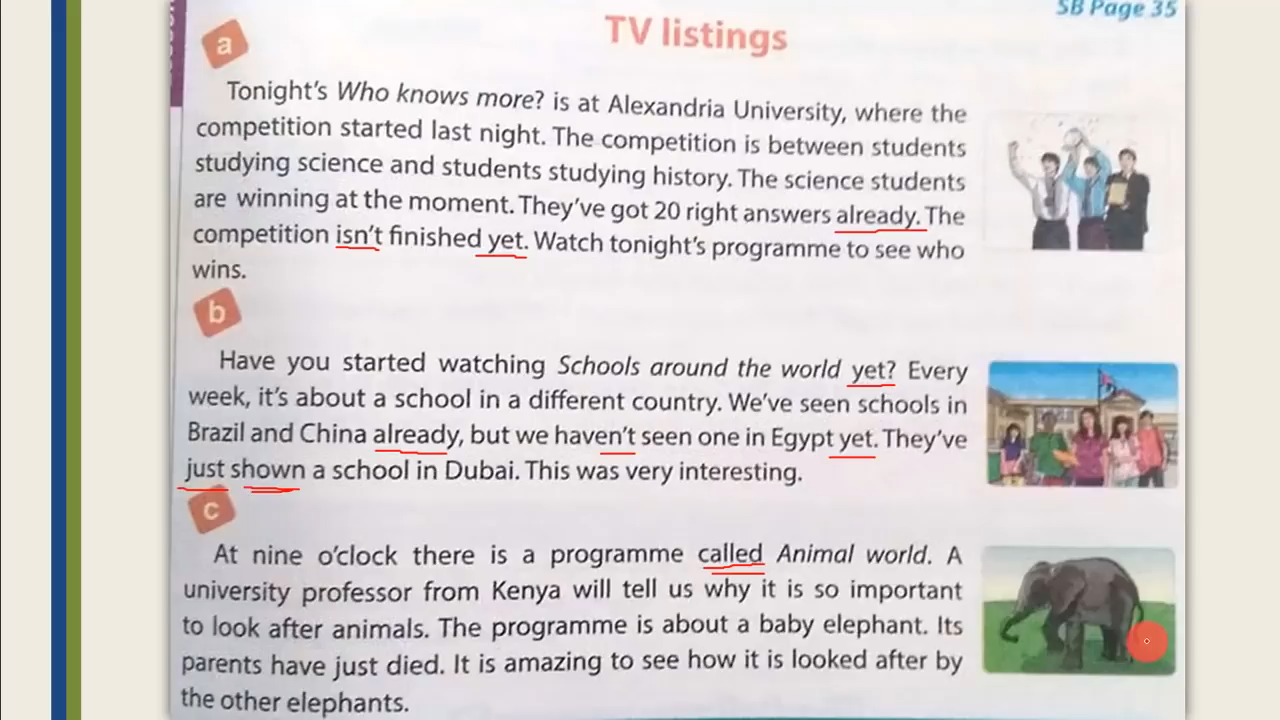 SB Page 35
TV listings
a
Tonight's Who knows more? is at Alexandria University, where the
competition started last night. The competition is between students
studying science and students studying history. The science students
are winning at the moment. They've got 20 right answers already. The
competition isn't finished yet. Watch tonight's programme to see who
wins.
b
Have you started watching Schools around the world yet? Every
week, it's about a school in a different country. We've seen schools in
Brazil and China already, but we haven't seen one in Egypt yet. They've
just shown a school in Dubai. This was very interesting.
c
At nine o'clock there is a programme called Animal world. A
university professor from Kenya will tell us why it is so important
to look after animals. The programme is about a baby elephant. Its
parents have just died. It is amazing to see how it is looked after by
the other elephants.